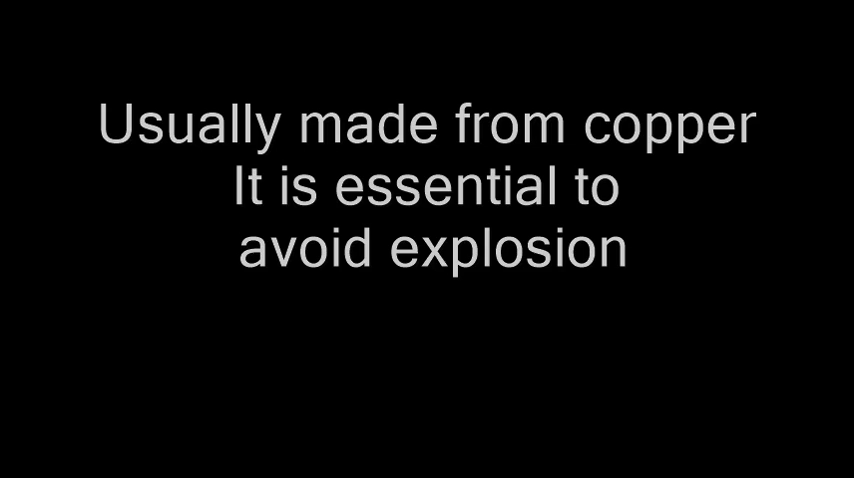 Usually made from copper
It is essential to
avoid explosion